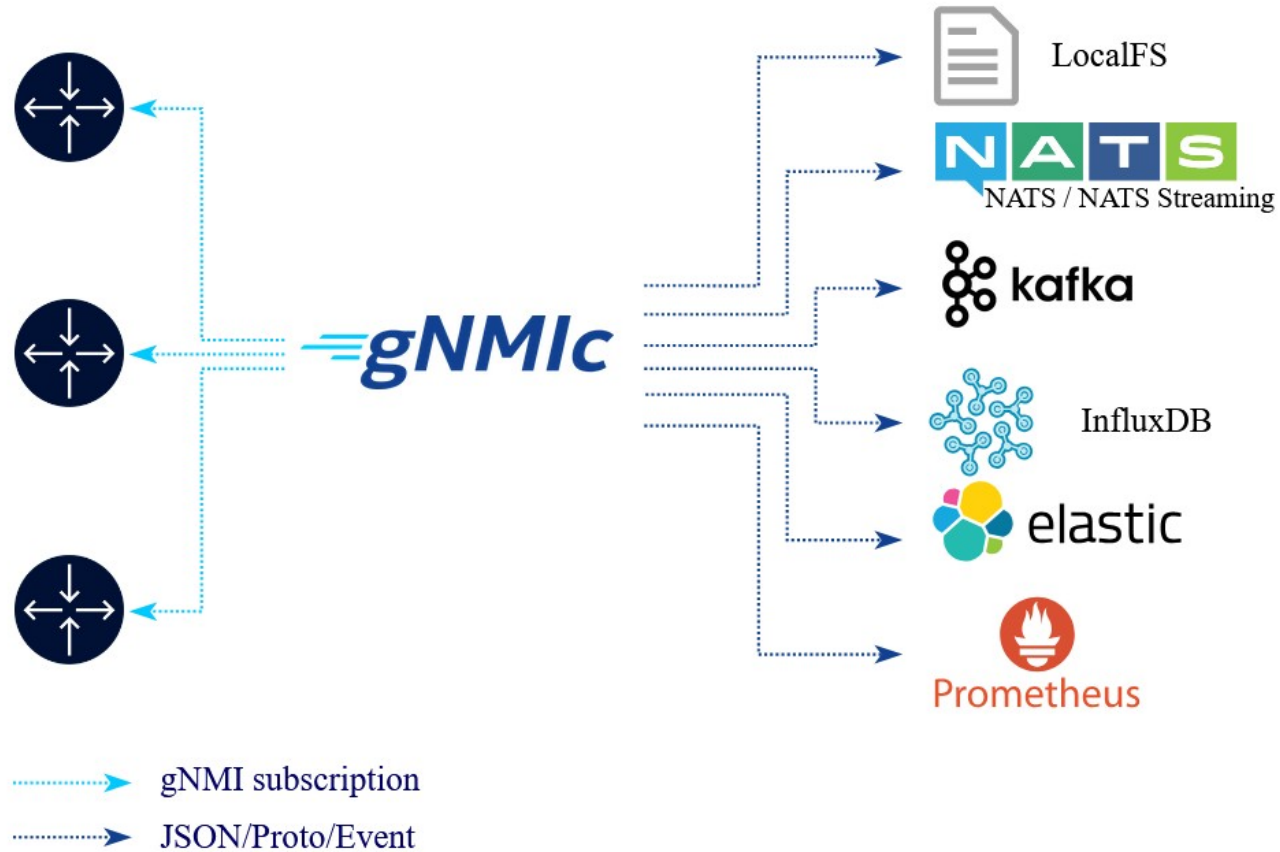 LocalFS
NATS
NATS / NATS Streaming
kafka
gNMIc
InfluxDB
elastic
Prometheus
gNMI subscription
JSON/Proto/Event